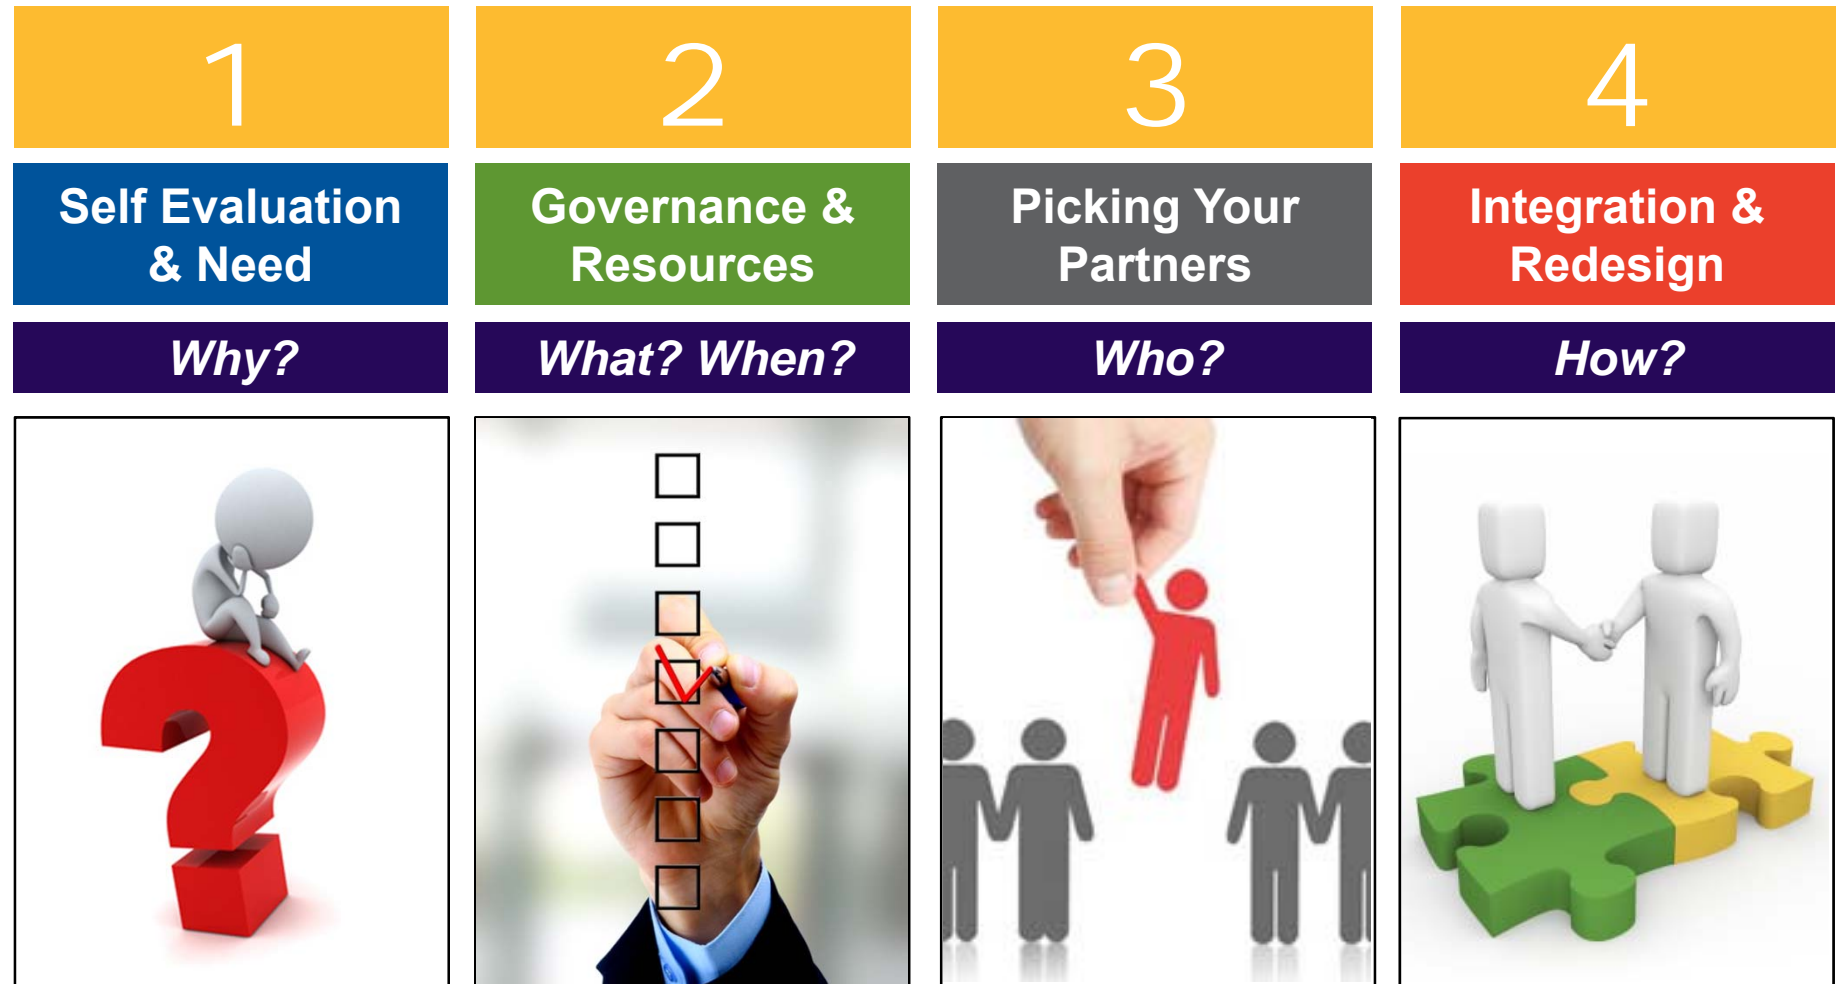 1
Self Evaluation
& Need
Why?
2
Governance &
Resources
What? When?
3
Picking Your
Partners
Who?
4
Integration &
Redesign
How?